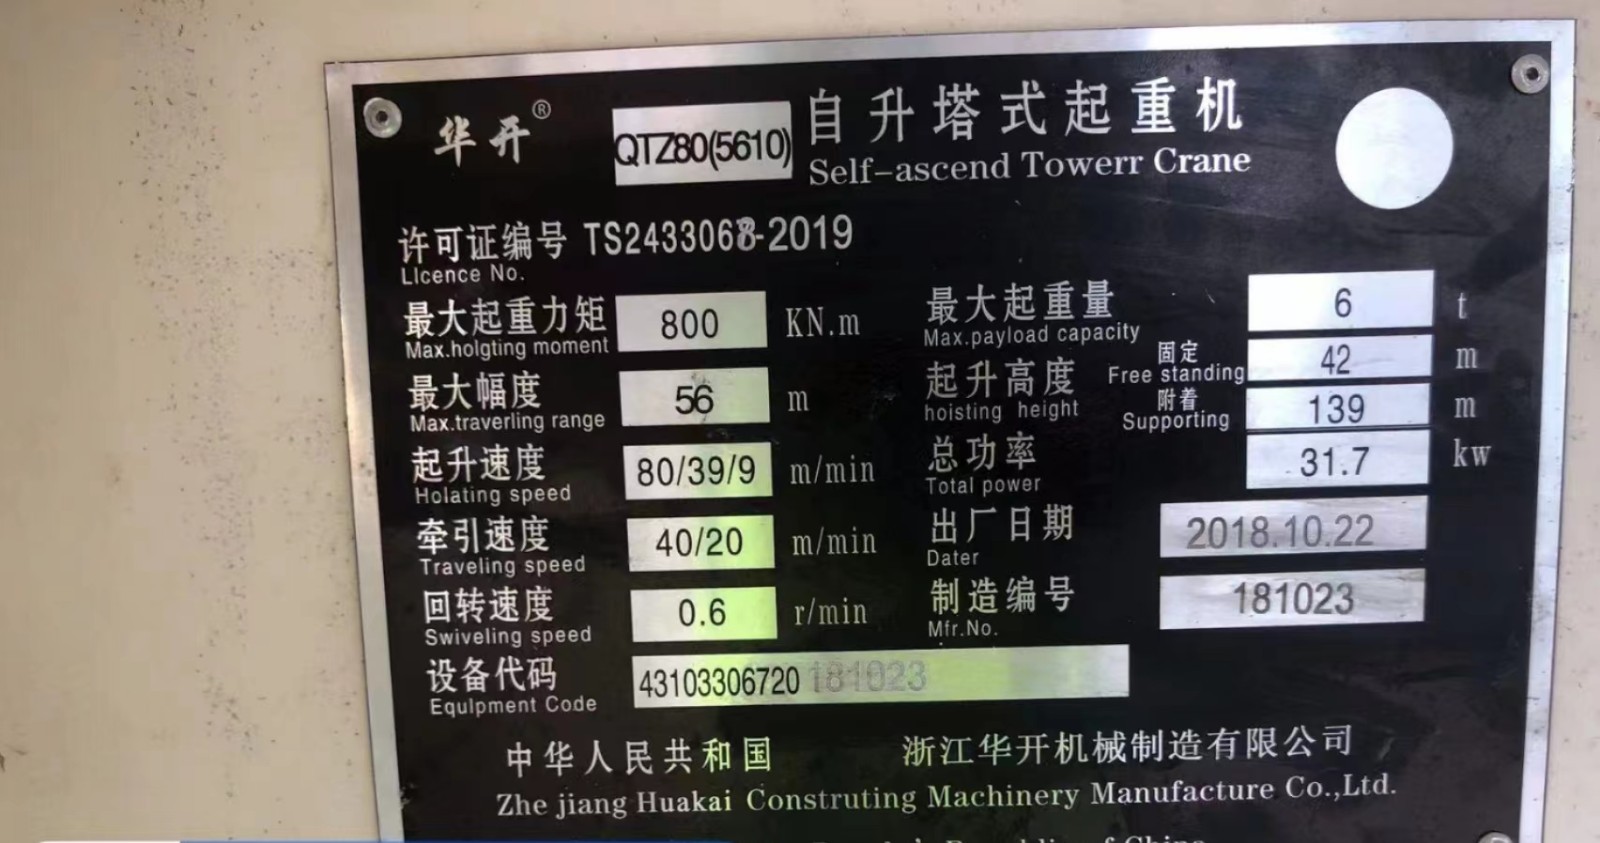 华开®
QTZ80(5610)
自升塔式起重机
Self-ascend Towerr Crane
许可证编号 TS2433067-2019
LIcence No.
最大起重力矩 800 KN.m
Max.holgting moment
最大幅度 56 m
Max.traverling range
起升速度 80/39/9 m/min
Holating speed
牵引速度 40/20 m/min
Traveling speed
回转速度 0.6 r/min
Swiveling speed
设备代码 43103306720 181023
EquIpment Code
最大起重量 6 t
Max.payload capacity
起升高度 固定 42 m
hoisting height Free standing
附着 139 m
Supporting
总功率 31.7 kw
Total power
出厂日期 2018.10.22
Dater
制造编号 181023
Mfr.No.
中华人民共和国 浙江华开机械制造有限公司
Zhe jiang Huakai Construting Machinery Manufacture Co.,Ltd.
of China